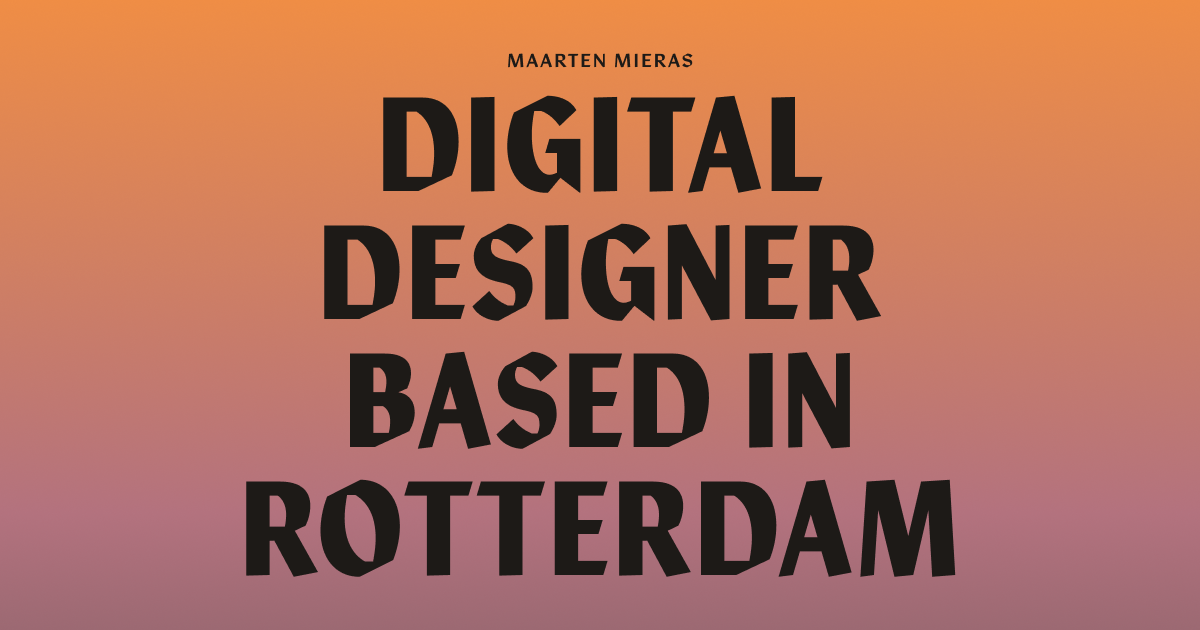 MAARTEN MIERAS
DIGITAL
DESIGNER
BASED IN
ROTTERDAM